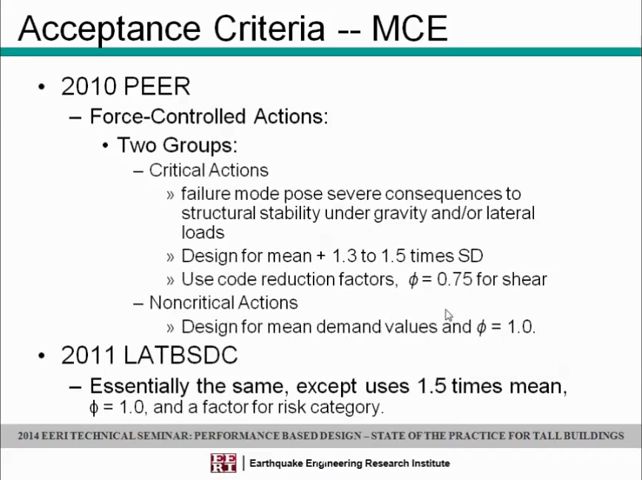 Acceptance Criteria -- MCE
• 2010 PEER
– Force-Controlled Actions:
• Two Groups:
– Critical Actions
» failure mode pose severe consequences to
structural stability under gravity and/or lateral
loads
» Design for mean + 1.3 to 1.5 times SD
» Use code reduction factors, ϕ = 0.75 for shear
– Noncritical Actions
» Design for mean demand values and ϕ = 1.0.
• 2011 LATBSDC
– Essentially the same, except uses 1.5 times mean,
ϕ = 1.0, and a factor for risk category.
2014 EERI TECHNICAL SEMINAR: PERFORMANCE BASED DESIGN – STATE OF THE PRACTICE FOR TALL BUILDINGS
EERI Earthquake Engineering Research Institute